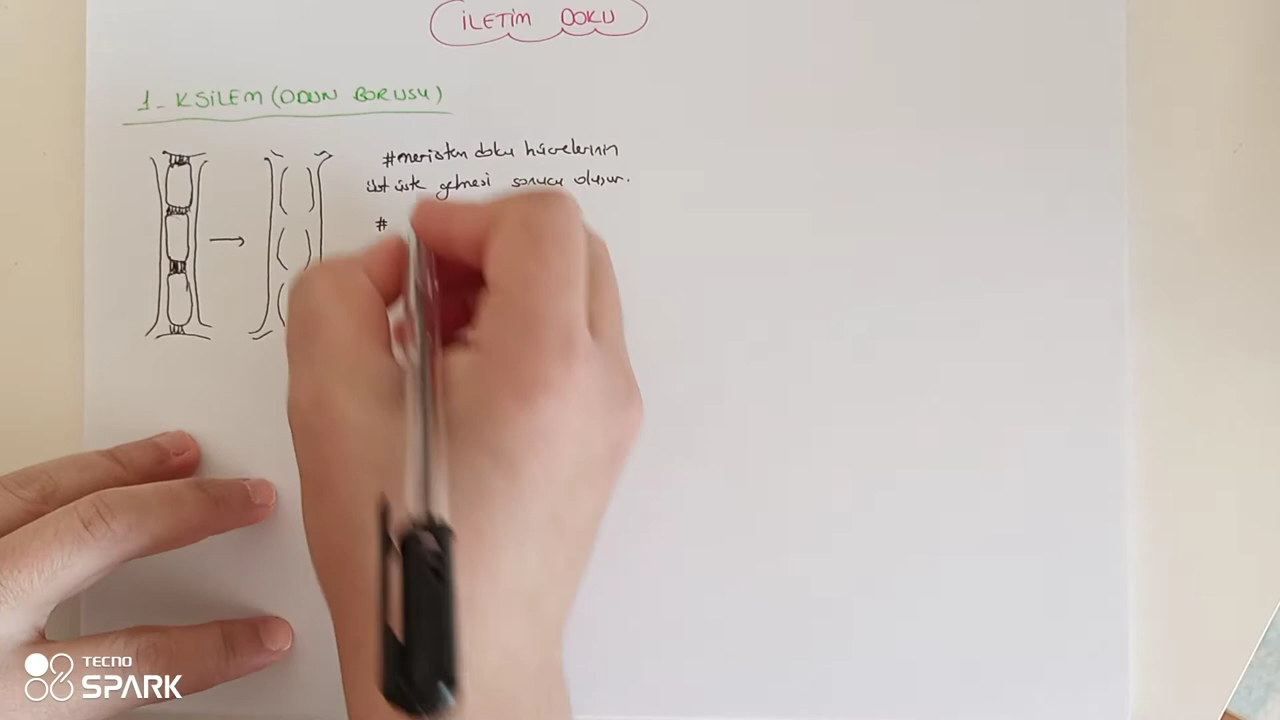 İLETİM DOKU
1- KSİLEM (ODUN BORUSU)
#meristem doku hücrelerinin
üst üste gelmesi sonucu oluşur.
#
TECNO
SPARK